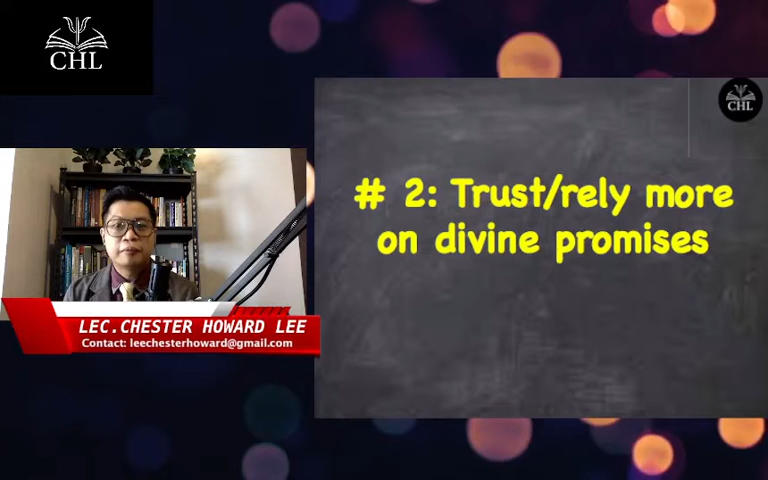 CHL
CHL
# 2: Trust/rely more
on divine promises
LEC.CHESTER HOWARD LEE
Contact: leechesterhoward@gmail.com